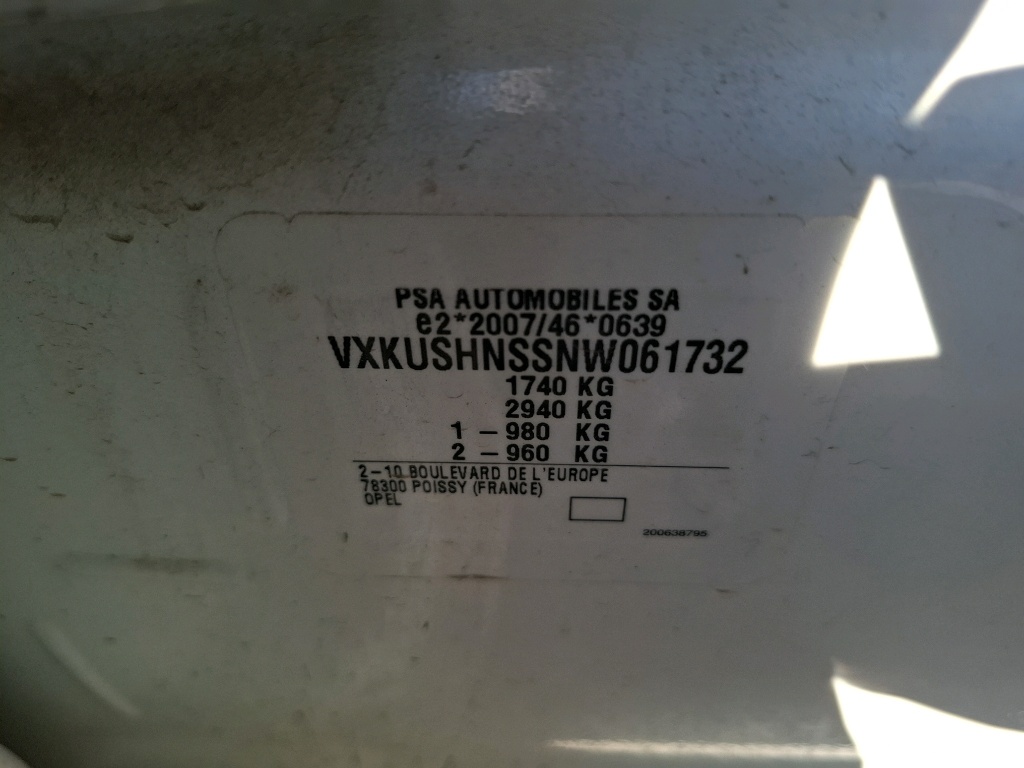 PSA AUTOMOBILES SA
e2*2007/46*0639
VXKUSHNSSNW061732
1740 KG
2940 KG
1 – 980 KG
2 – 960 KG
2–10 BOULEVARD DE L'EUROPE
78300 POISSY (FRANCE)
OPEL
200638795